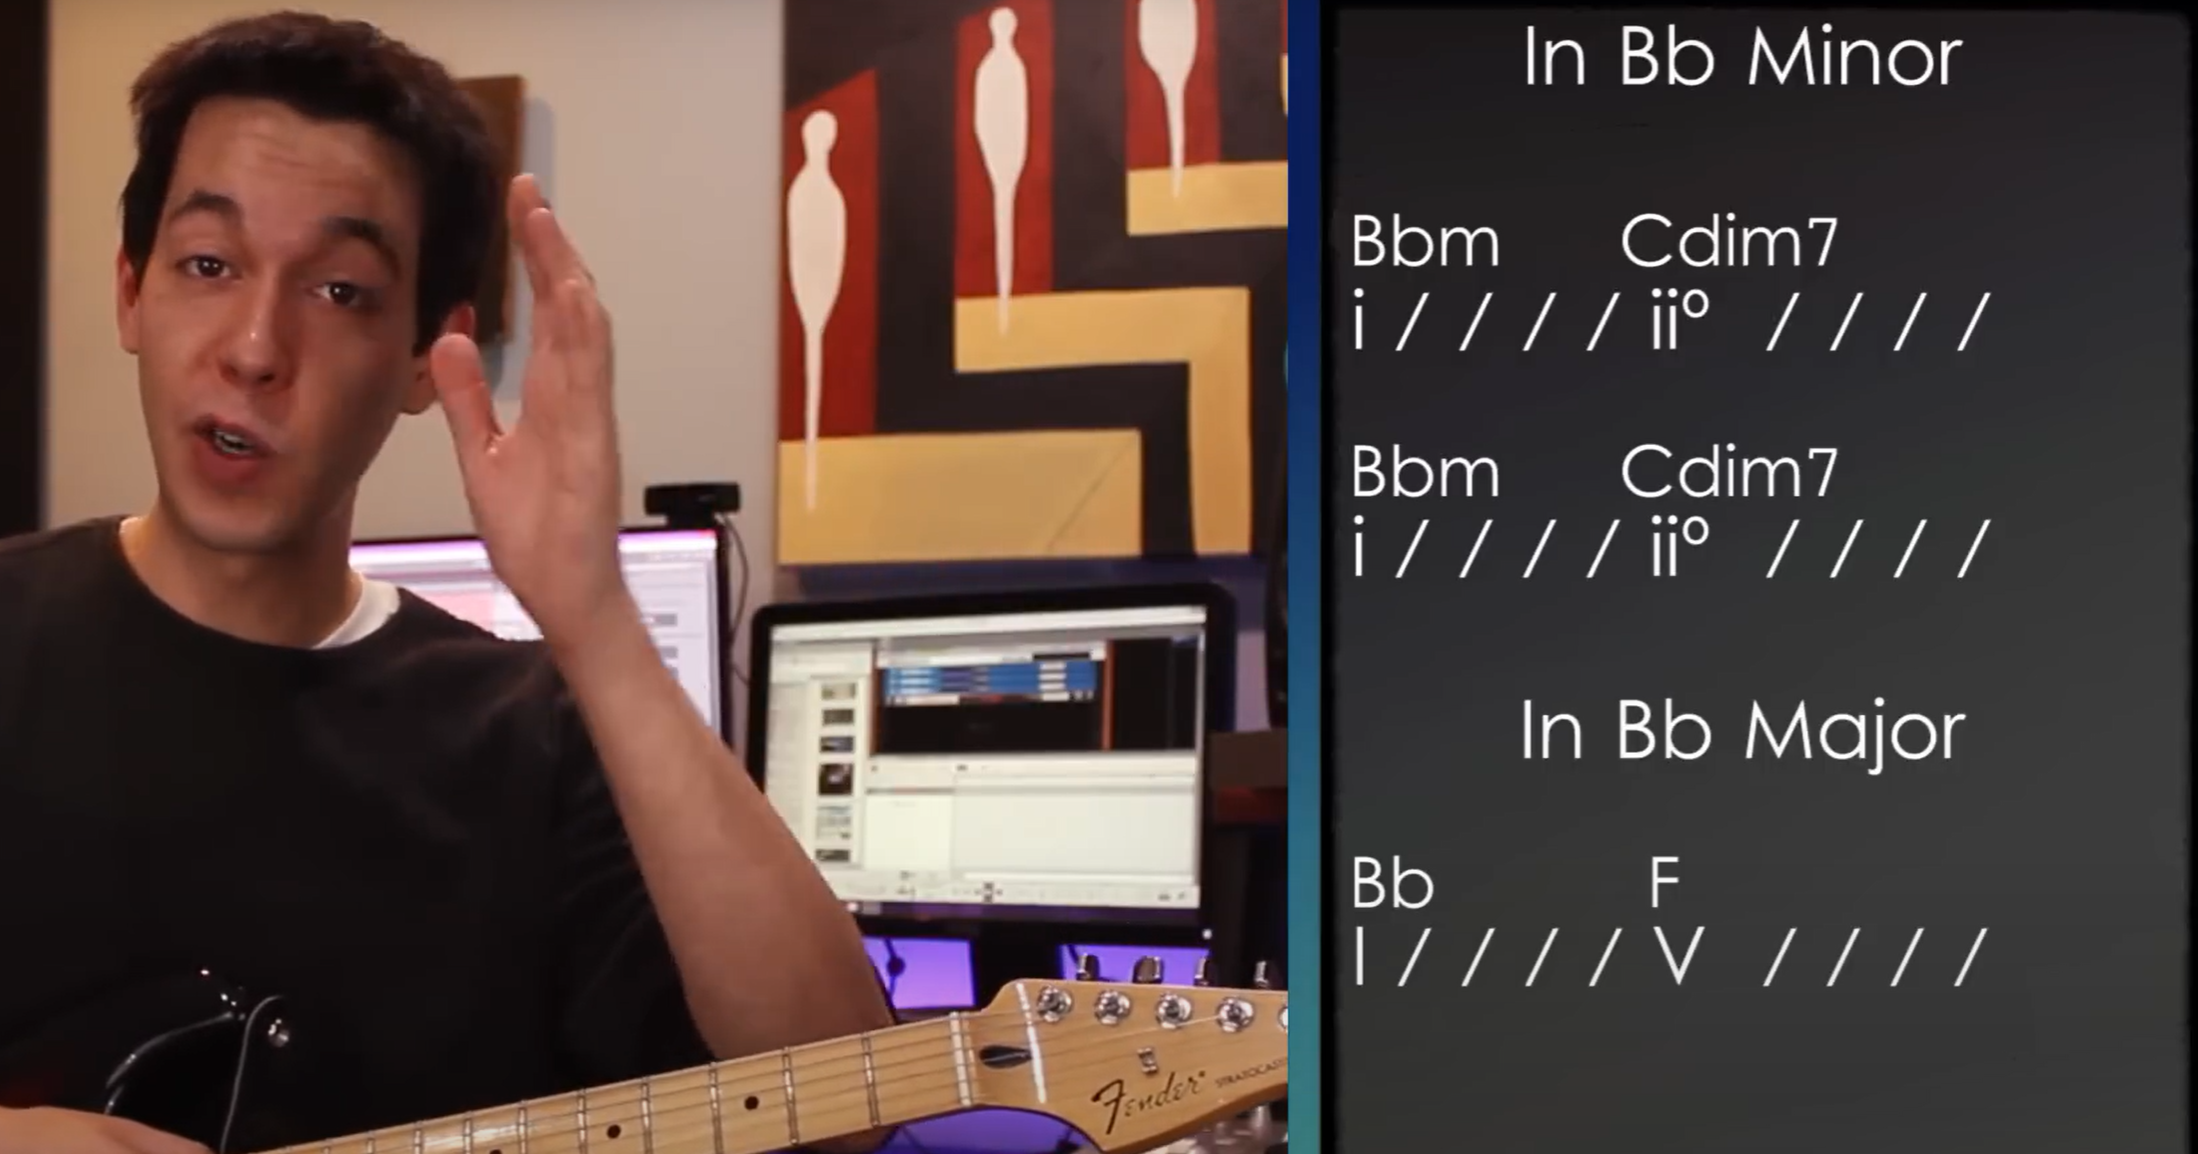 In Bb Minor
Bbm Cdim7
i / / / / iiº / / / /
Bbm Cdim7
i / / / / iiº / / / /
In Bb Major
Bb F
I / / / / V / / / /
Fender